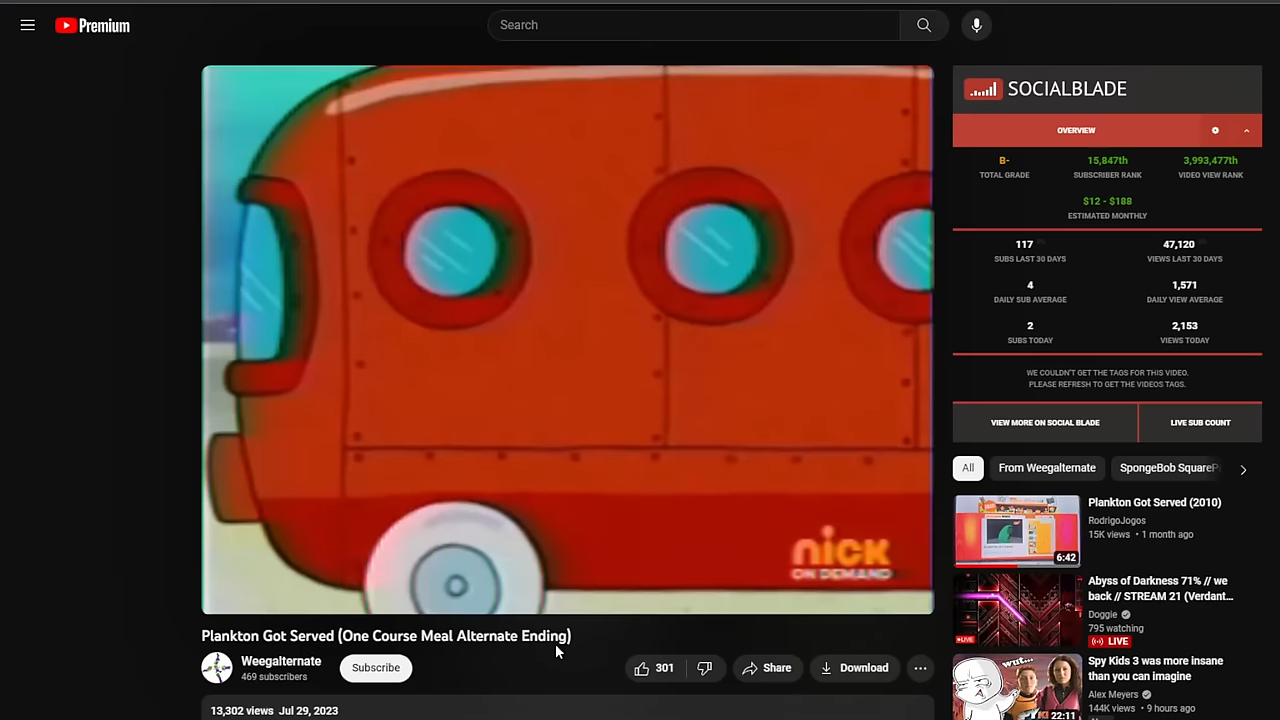 Premium
Search
nick
ON DEMAND
Plankton Got Served (One Course Meal Alternate Ending)
Weegalternate
469 subscribers
Subscribe
301
Share
Download
13,302 views Jul 29, 2023
SOCIALBLADE
OVERVIEW
B- 15,847th 3,993,477th
TOTAL GRADE SUBSCRIBER RANK VIDEO VIEW RANK
$12 - $188
ESTIMATED MONTHLY
117 47,120
SUBS LAST 30 DAYS VIEWS LAST 30 DAYS
4 1,571
DAILY SUB AVERAGE DAILY VIEW AVERAGE
2 2,153
SUBS TODAY VIEWS TODAY
WE COULDN'T GET THE TAGS FOR THIS VIDEO.
PLEASE REFRESH TO GET THE VIDEOS TAGS.
VIEW MORE ON SOCIAL BLADE LIVE SUB COUNT
All From Weegalternate SpongeBob SquareP
Plankton Got Served (2010)
RodrigoJogos
15K views • 1 month ago
6:42
Abyss of Darkness 71% // we
back // STREAM 21 (Verdant...
Doggie
795 watching
LIVE
LIVE
Spy Kids 3 was more insane
than you can imagine
Alex Meyers
144K views • 9 hours ago
wut...
22:11